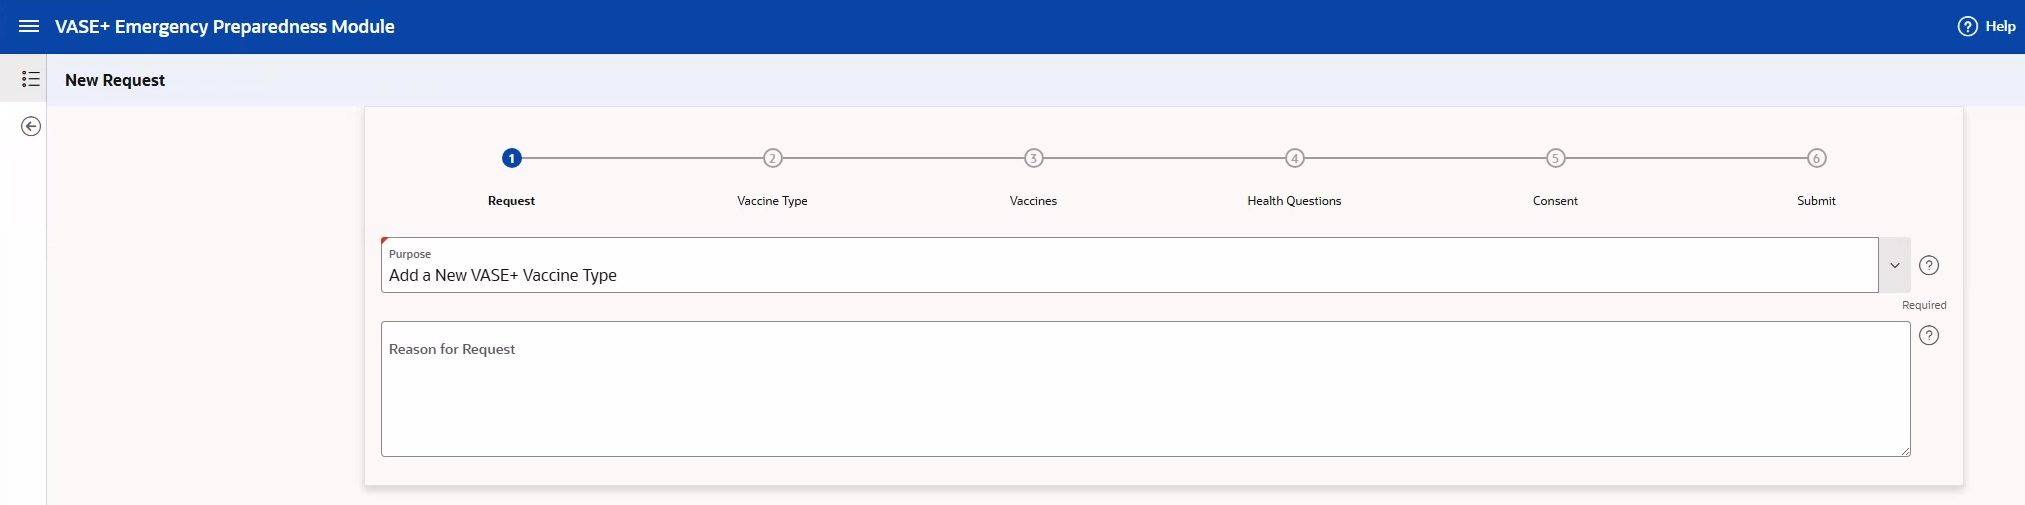 VASE+ Emergency Preparedness Module
? Help
New Request
1 2 3 4 5 6
Request Vaccine Type Vaccines Health Questions Consent Submit
Purpose
Add a New VASE+ Vaccine Type
?
Required
Reason for Request
?